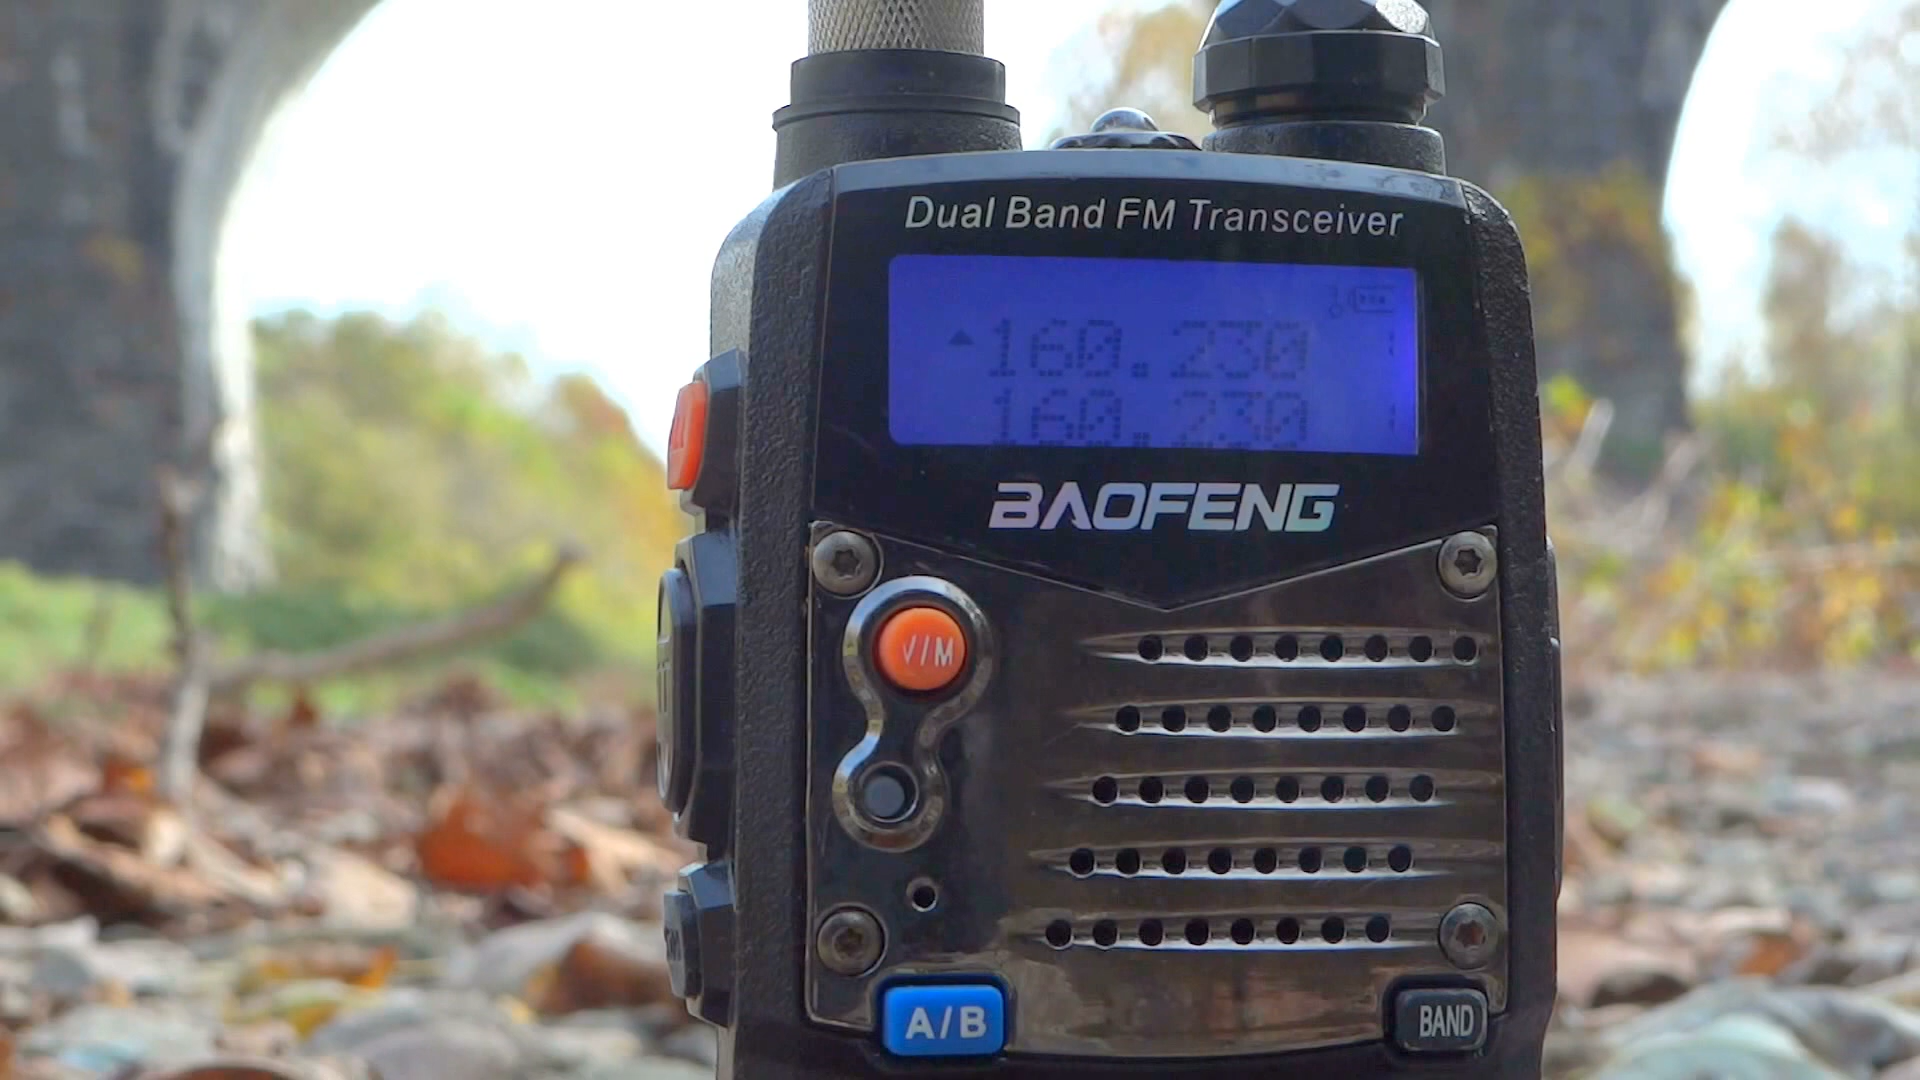 Dual Band FM Transceiver
160.230
160.230
BAOFENG
V/M
A/B
BAND